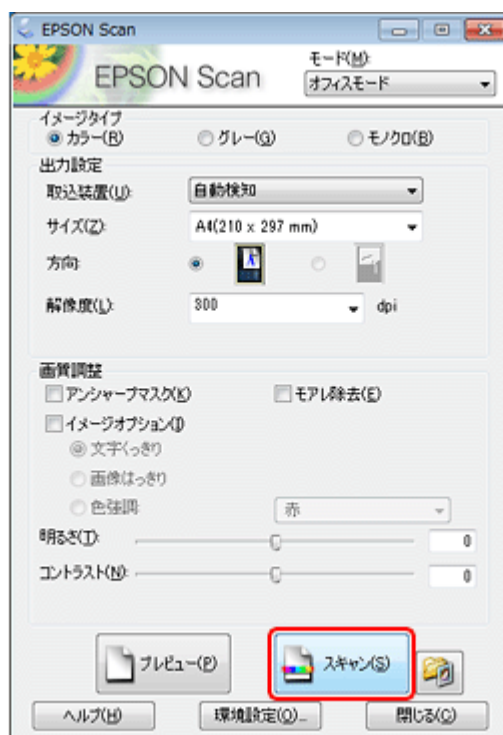 EPSON Scan
EPSON Scan
モード(M):
オフィスモード
イメージタイプ
カラー(R) グレー(G) モノクロ(B)
出力設定
取込装置(U): 自動検知
サイズ(Z): A4(210 x 297 mm)
方向:
解像度(L): 300 dpi
画質調整
アンシャープマスク(K) モアレ除去(E)
イメージオプション(I)
文字くっきり
画像はっきり
色強調: 赤
明るさ(T): 0
コントラスト(N): 0
プレビュー(P) スキャン(S)
ヘルプ(H) 環境設定(O)... 閉じる(C)